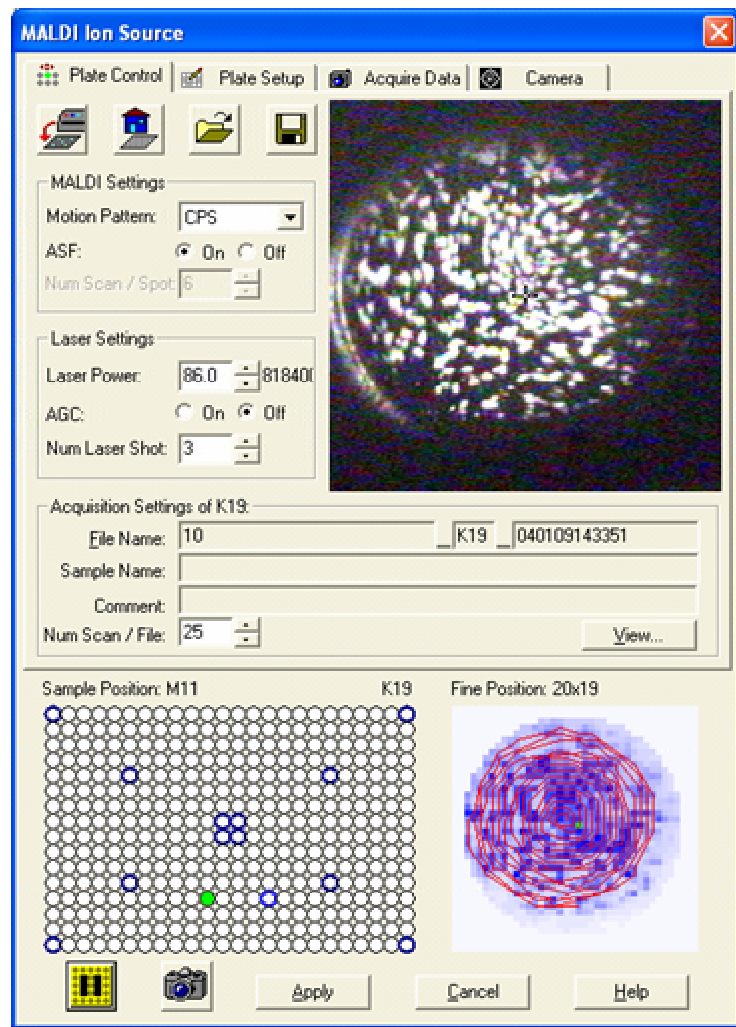 MALDI Ion Source
Plate Control Plate Setup Acquire Data Camera
MALDI Settings
Motion Pattern: CPS
ASF: On Off
Num Scan / Spot: 6
Laser Settings
Laser Power: 86.0 818400
AGC: On Off
Num Laser Shot: 3
Acquisition Settings of K19:
File Name: 10 _ K19 _ 040109143351
Sample Name:
Comment:
Num Scan / File: 25 View...
Sample Position: M11 K19 Fine Position: 20x19
Apply Cancel Help